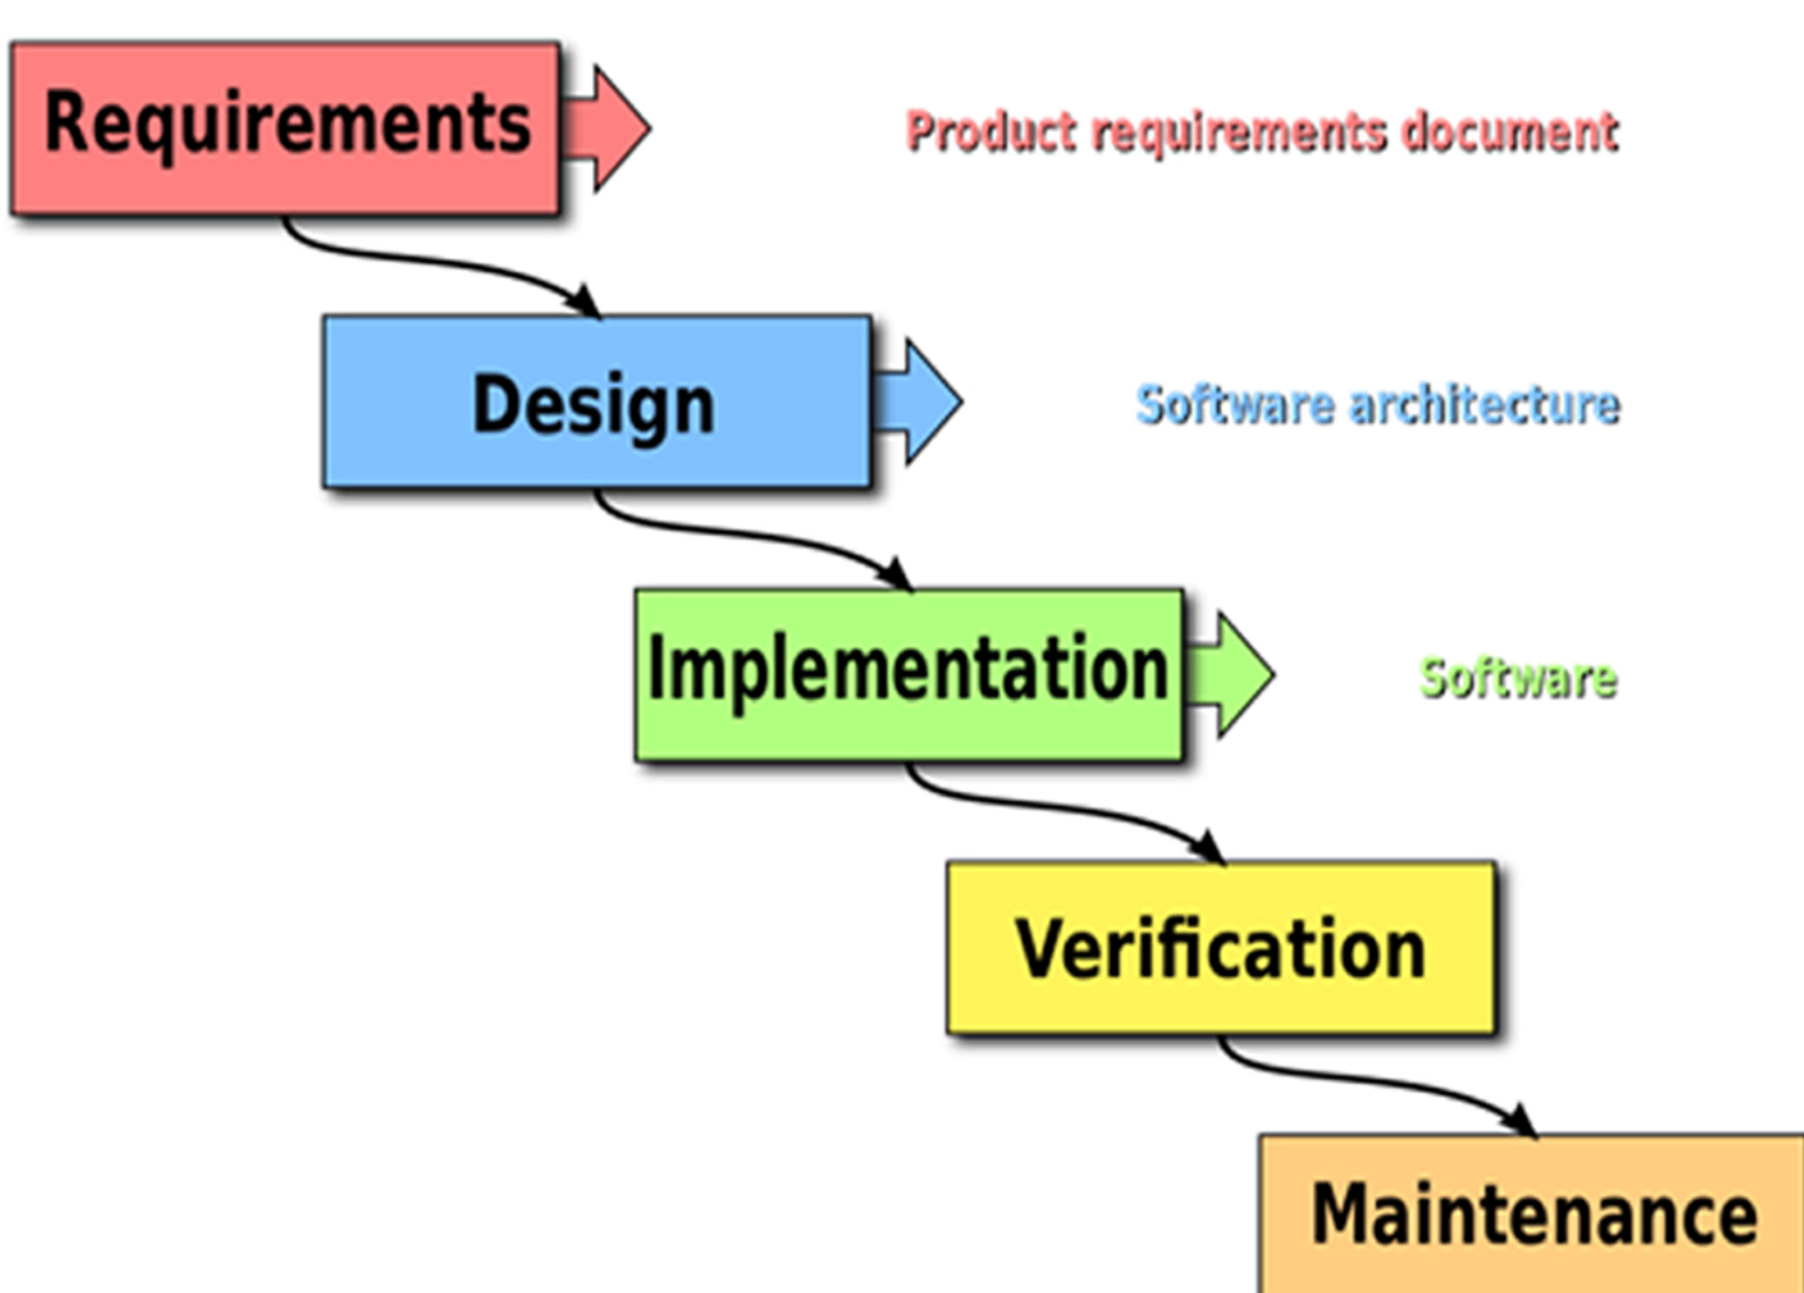 Requirements
Product requirements document
Design
Software architecture
Implementation
Software
Verification
Maintenance